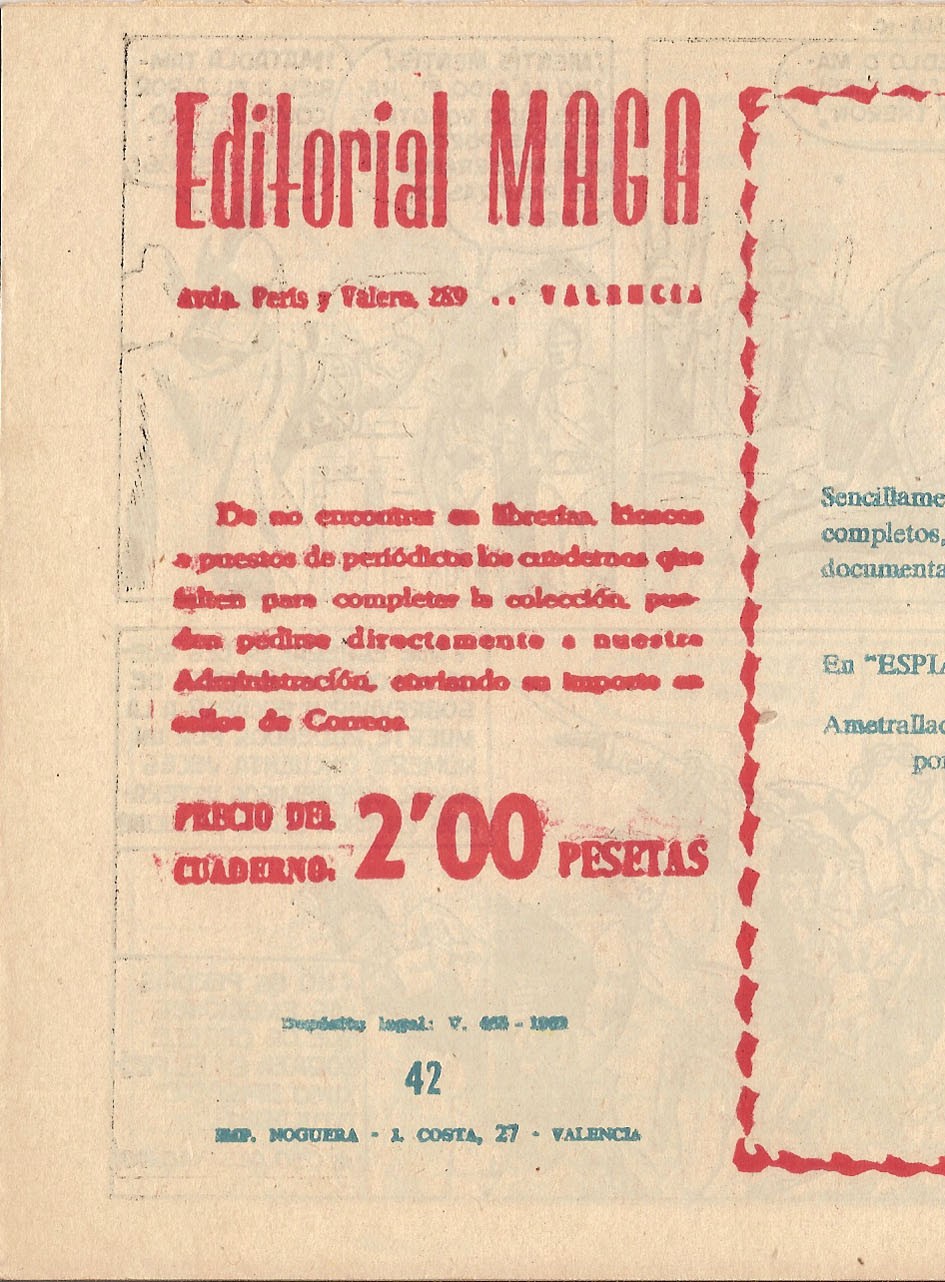 Editorial MAGA
Avda. Peris y Valero, 289 . . VALENCIA
De no encontrar en librerías, kioscos
o puestos de periódicos los cuadernos que
falten para completar la colección, pue-
den pedirse directamente a nuestra
Administración, enviando su importe en
sellos de Correos.
PRECIO DEL
CUADERNO: 2'00 PESETAS
Depósito legal: V. - 1962
42
IMP. NOGUERA - J. COSTA, 27 - VALENCIA
Sencillame
completos,
documenta
En "ESPIA
Ametrallad
por